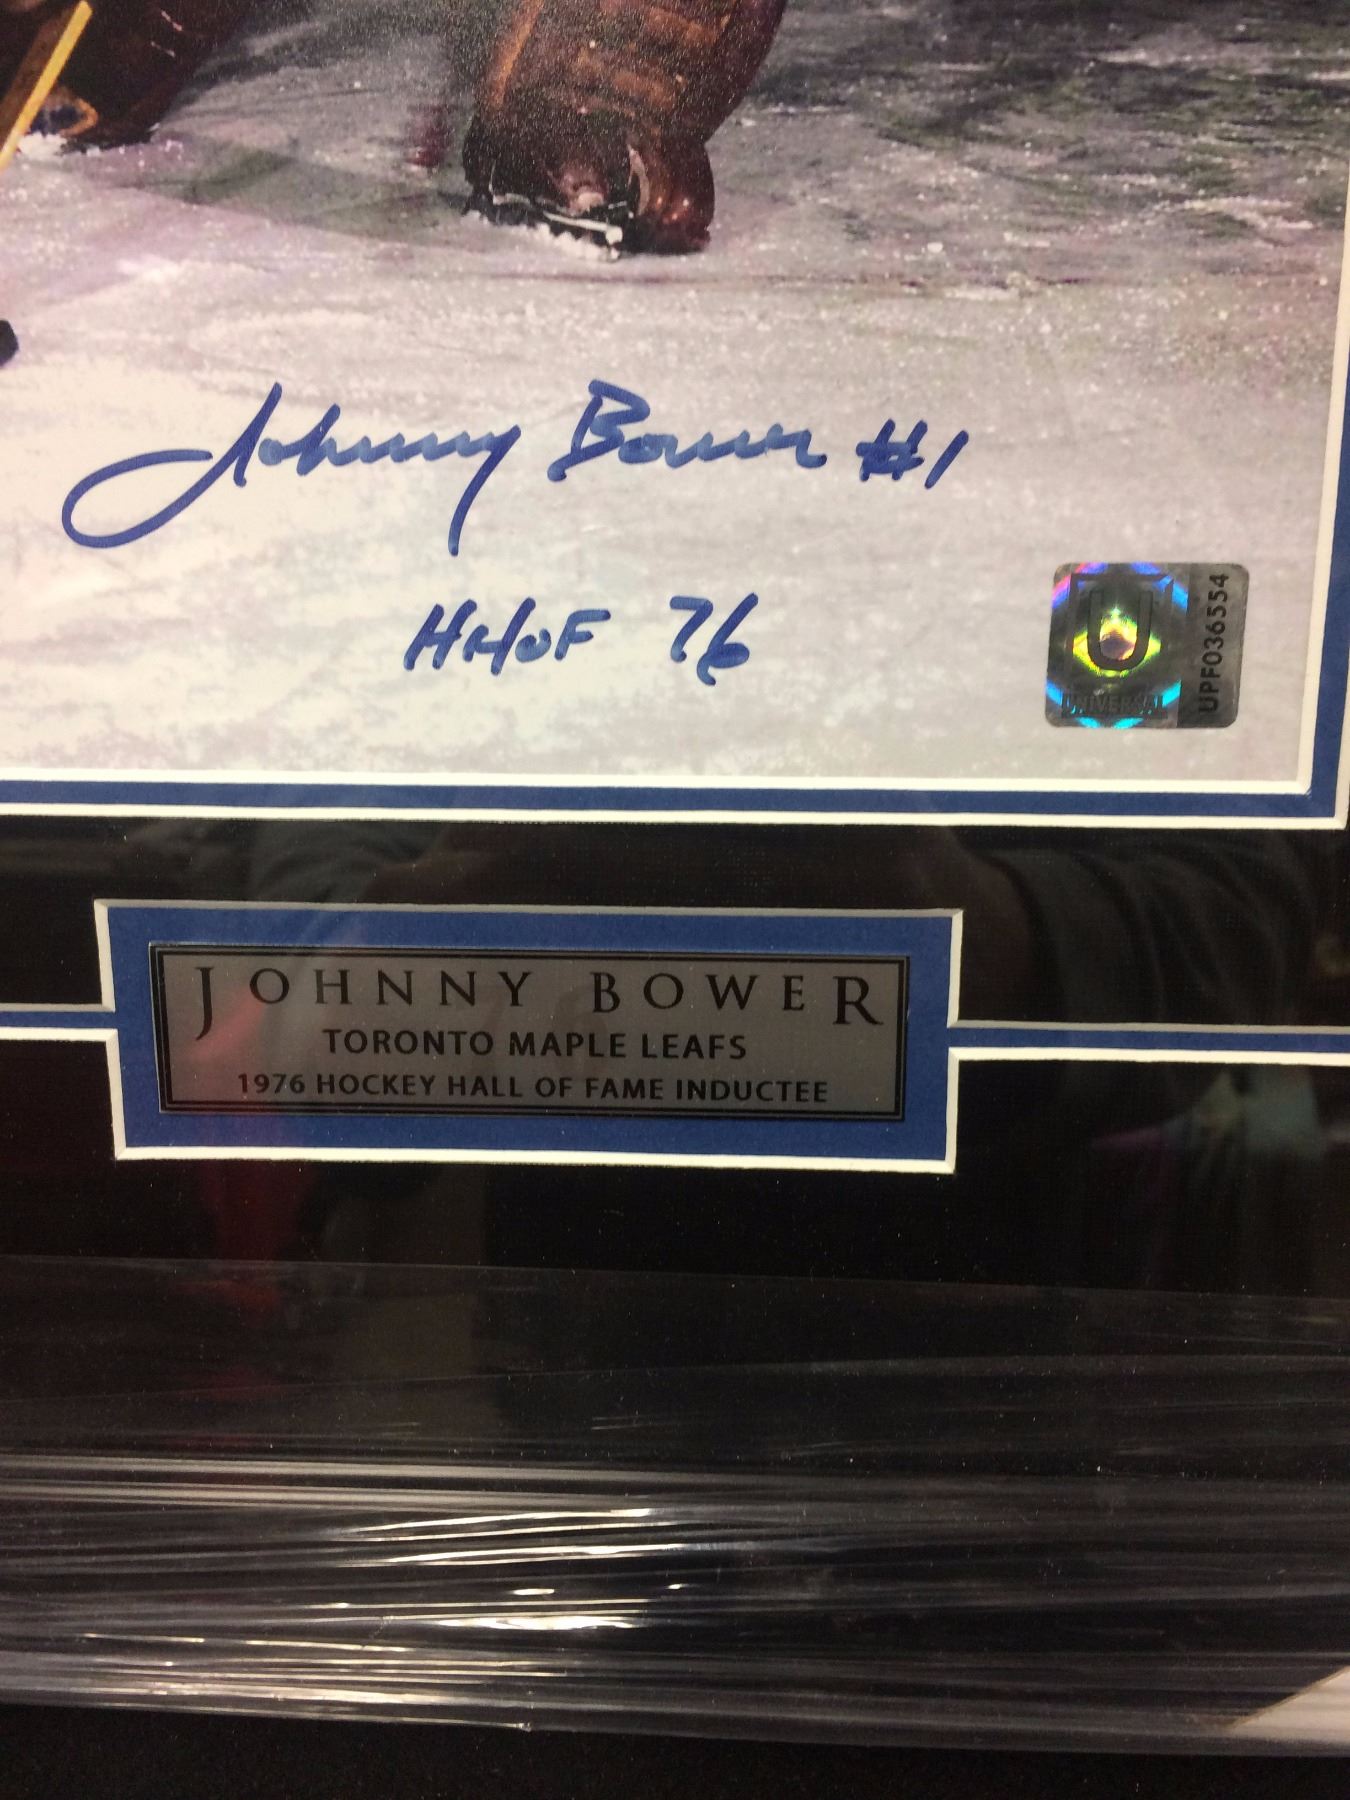 Johnny Bower #1
HHOF 76
U
UNIVERSAL
UPF036554
JOHNNY BOWER
TORONTO MAPLE LEAFS
1976 HOCKEY HALL OF FAME INDUCTEE